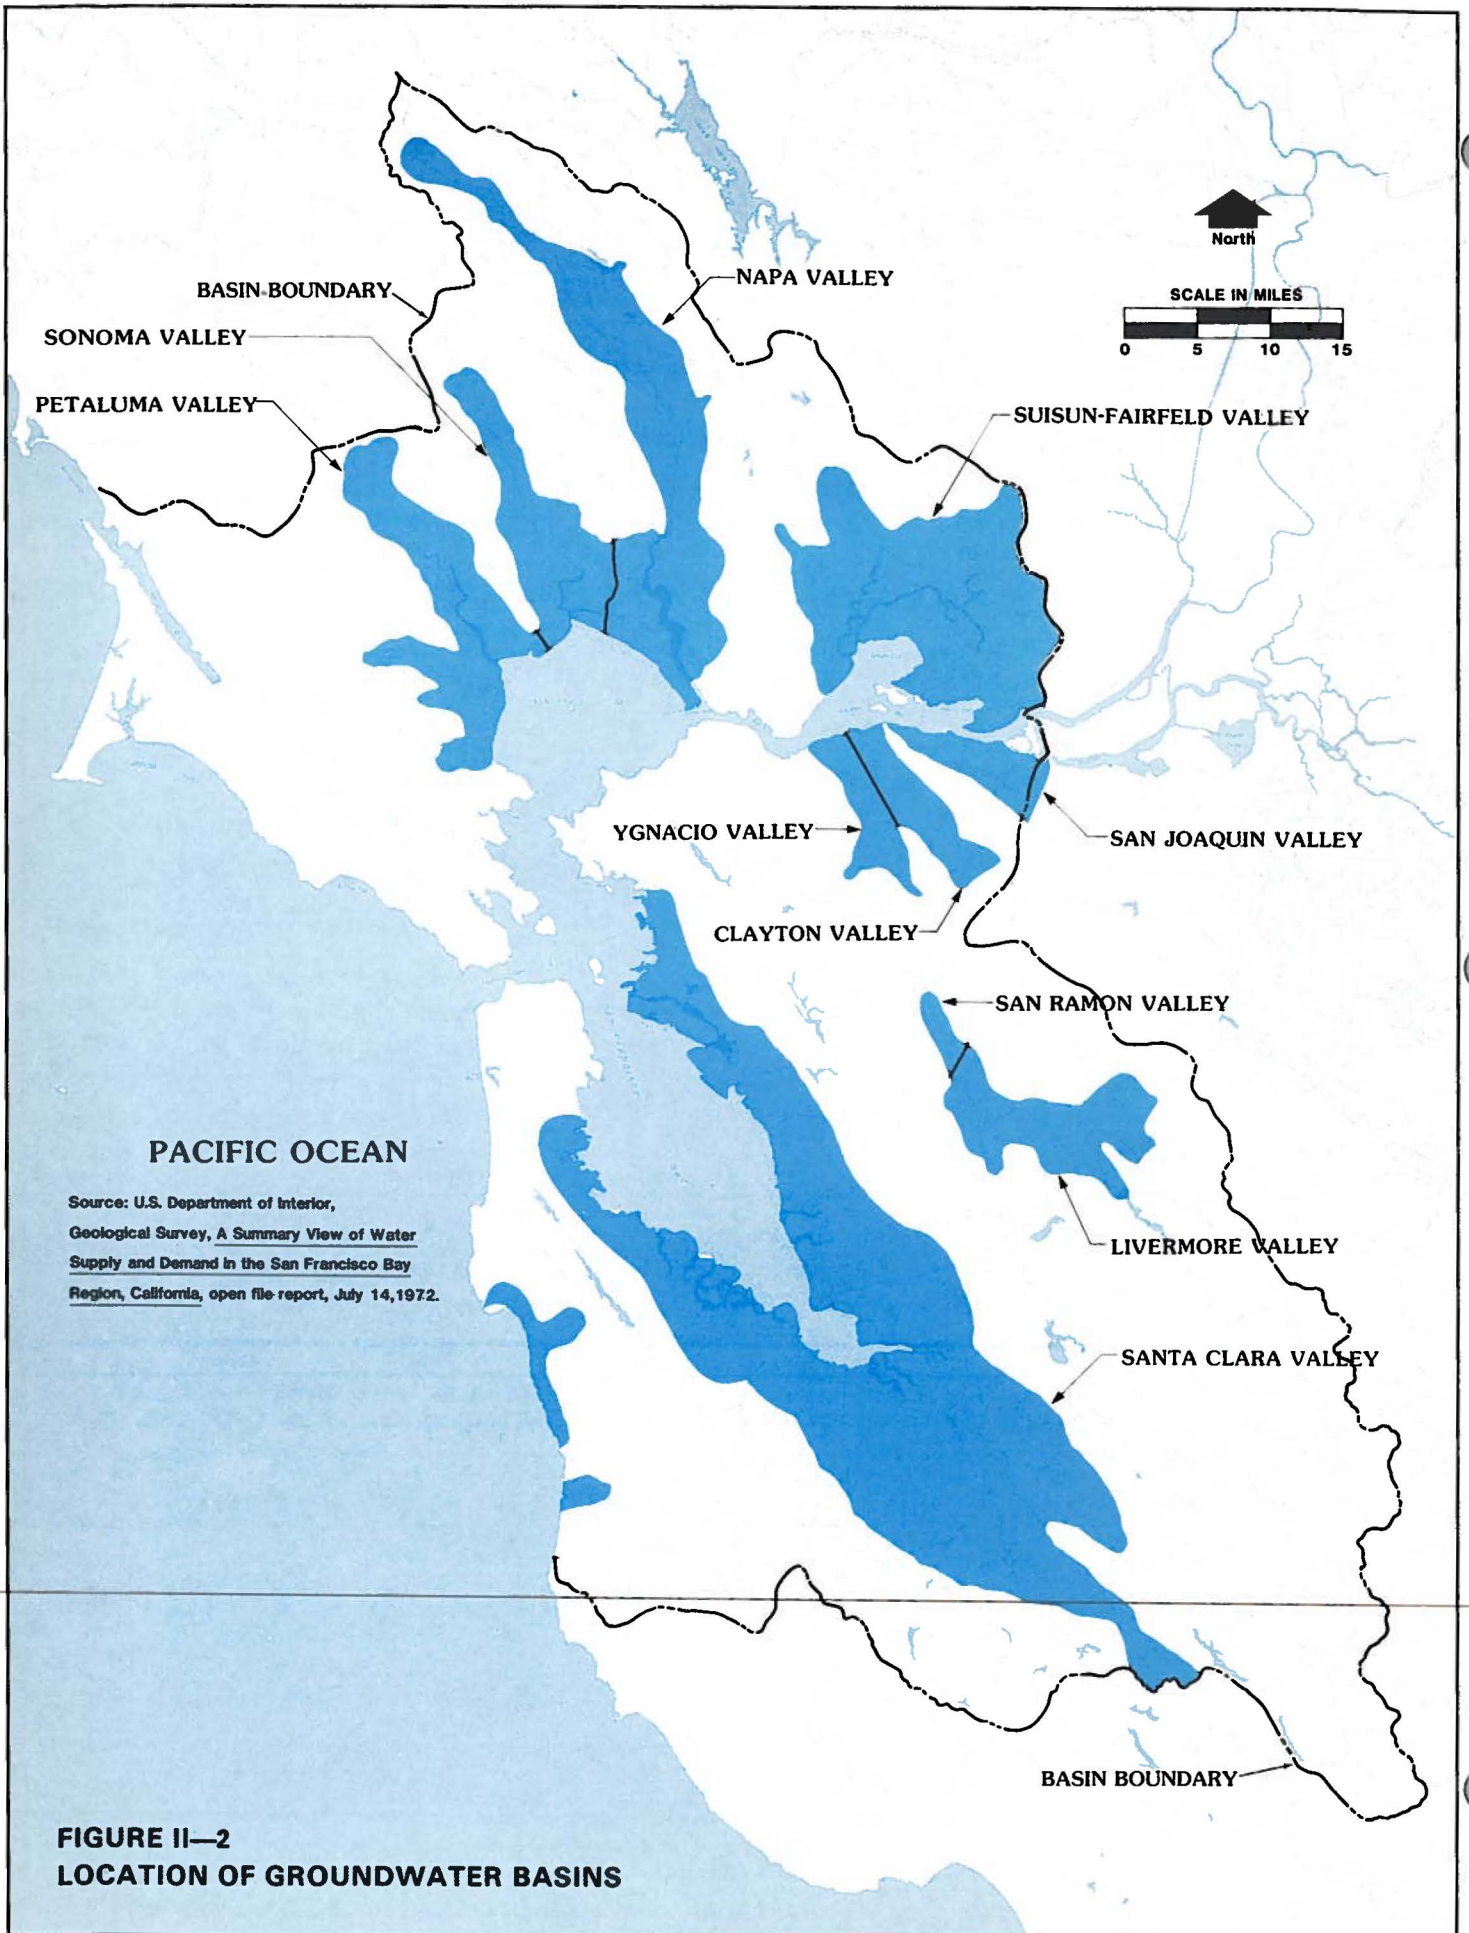 North
SCALE IN MILES
0 5 10 15
NAPA VALLEY
BASIN BOUNDARY
SONOMA VALLEY
PETALUMA VALLEY
SUISUN-FAIRFELD VALLEY
YGNACIO VALLEY
SAN JOAQUIN VALLEY
CLAYTON VALLEY
SAN RAMON VALLEY
PACIFIC OCEAN
Source: U.S. Department of Interior,
Geological Survey, A Summary View of Water
Supply and Demand in the San Francisco Bay
Region, California, open file report, July 14,1972.
LIVERMORE VALLEY
SANTA CLARA VALLEY
BASIN BOUNDARY
FIGURE II—2
LOCATION OF GROUNDWATER BASINS